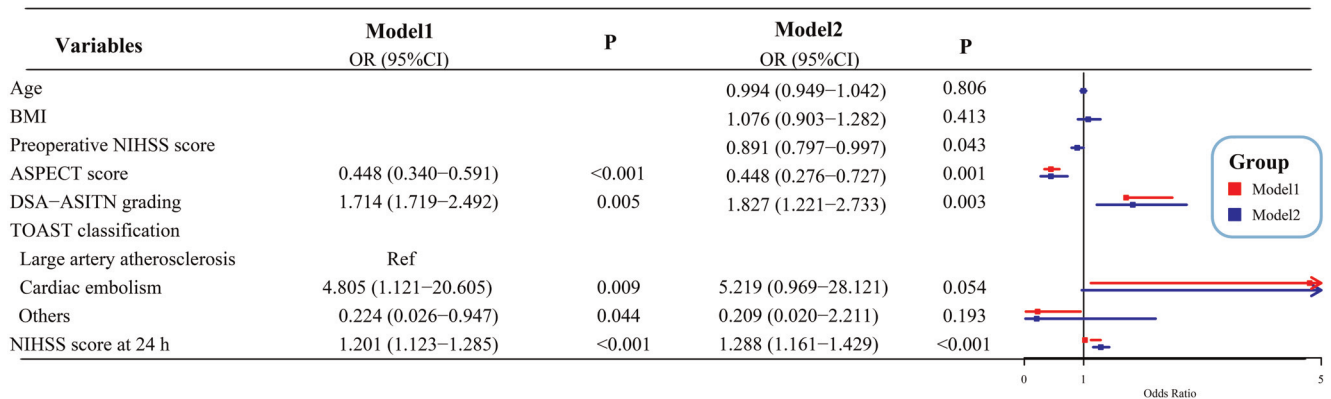 Variables Model1 P Model2 P
OR (95%CI) OR (95%CI)
Age 0.994 (0.949−1.042) 0.806
BMI 1.076 (0.903−1.282) 0.413
Preoperative NIHSS score 0.891 (0.797−0.997) 0.043
ASPECT score 0.448 (0.340−0.591) <0.001 0.448 (0.276−0.727) 0.001
DSA−ASITN grading 1.714 (1.719−2.492) 0.005 1.827 (1.221−2.733) 0.003
TOAST classification
Large artery atherosclerosis Ref
Cardiac embolism 4.805 (1.121−20.605) 0.009 5.219 (0.969−28.121) 0.054
Others 0.224 (0.026−0.947) 0.044 0.209 (0.020−2.211) 0.193
NIHSS score at 24 h 1.201 (1.123−1.285) <0.001 1.288 (1.161−1.429) <0.001
Group
Model1
Model2
0 1 5
Odds Ratio